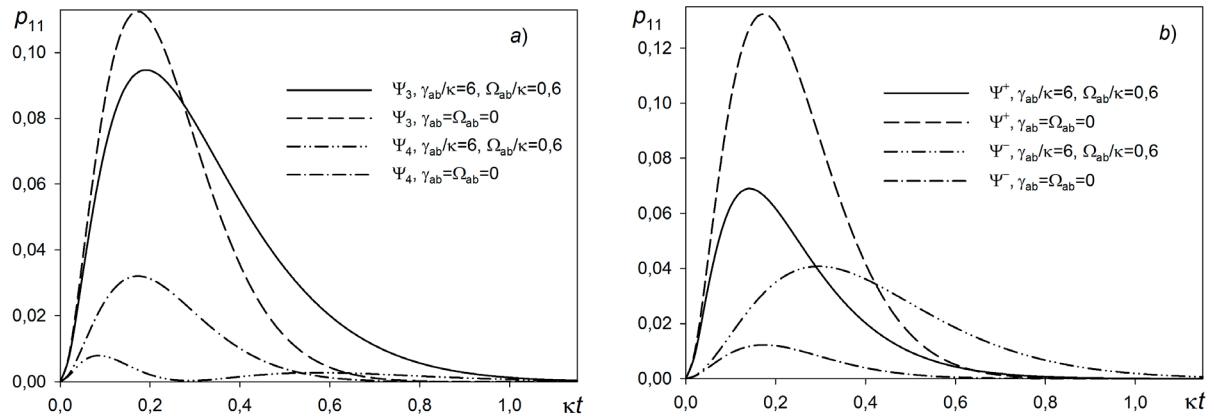 p₁₁
0,10
0,08
0,06
0,04
0,02
0,00
0,0
0,2
0,4
0,6
0,8
1,0
κt
a)
Ψ₃, γab/κ=6, Ωab/κ=0,6
Ψ₃, γab=Ωab=0
Ψ₄, γab/κ=6, Ωab/κ=0,6
Ψ₄, γab=Ωab=0
p₁₁
0,12
0,10
0,08
0,06
0,04
0,02
0,00
0,0
0,2
0,4
0,6
0,8
1,0
κt
b)
Ψ⁺, γab/κ=6, Ωab/κ=0,6
Ψ⁺, γab=Ωab=0
Ψ⁻, γab/κ=6, Ωab/κ=0,6
Ψ⁻, γab=Ωab=0